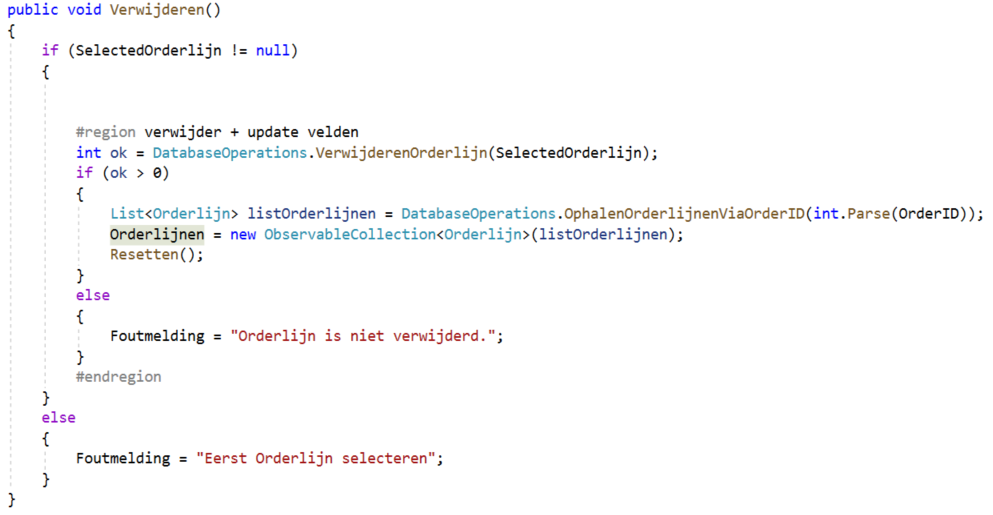 public void Verwijderen()
{
if (SelectedOrderlijn != null)
{
#region verwijder + update velden
int ok = DatabaseOperations.VerwijderenOrderlijn(SelectedOrderlijn);
if (ok > 0)
{
List<Orderlijn> listOrderlijnen = DatabaseOperations.OphalenOrderlijnenViaOrderID(int.Parse(OrderID));
Orderlijnen = new ObservableCollection<Orderlijn>(listOrderlijnen);
Resetten();
}
else
{
Foutmelding = "Orderlijn is niet verwijderd.";
}
#endregion
}
else
{
Foutmelding = "Eerst Orderlijn selecteren";
}
}